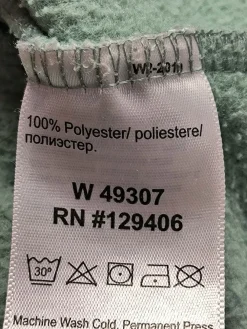 100% Polyester/ poliestere/
полиэстер.
W 49307
RN #129406
30°
Machine Wash Cold, Permanent Press